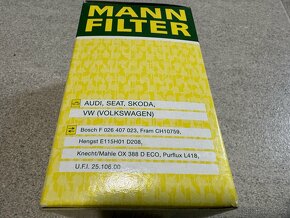 MANN
FILTER
AUDI, SEAT, SKODA,
VW (VOLKSWAGEN)
Bosch F 026 407 023, Fram CH10759,
Hengst E115H01 D208,
Knecht/Mahle OX 388 D ECO, Purflux L418,
U.F.I. 25.106.00